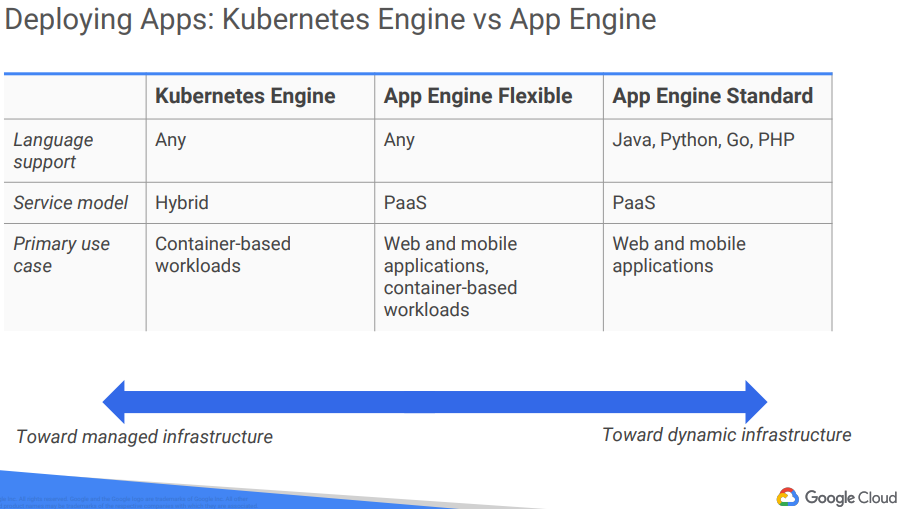 Deploying Apps: Kubernetes Engine vs App Engine
Kubernetes Engine App Engine Flexible App Engine Standard
Language support Any Any Java, Python, Go, PHP
Service model Hybrid PaaS PaaS
Primary use case Container-based workloads Web and mobile applications, container-based workloads Web and mobile applications
Toward managed infrastructure
Toward dynamic infrastructure
Google Cloud